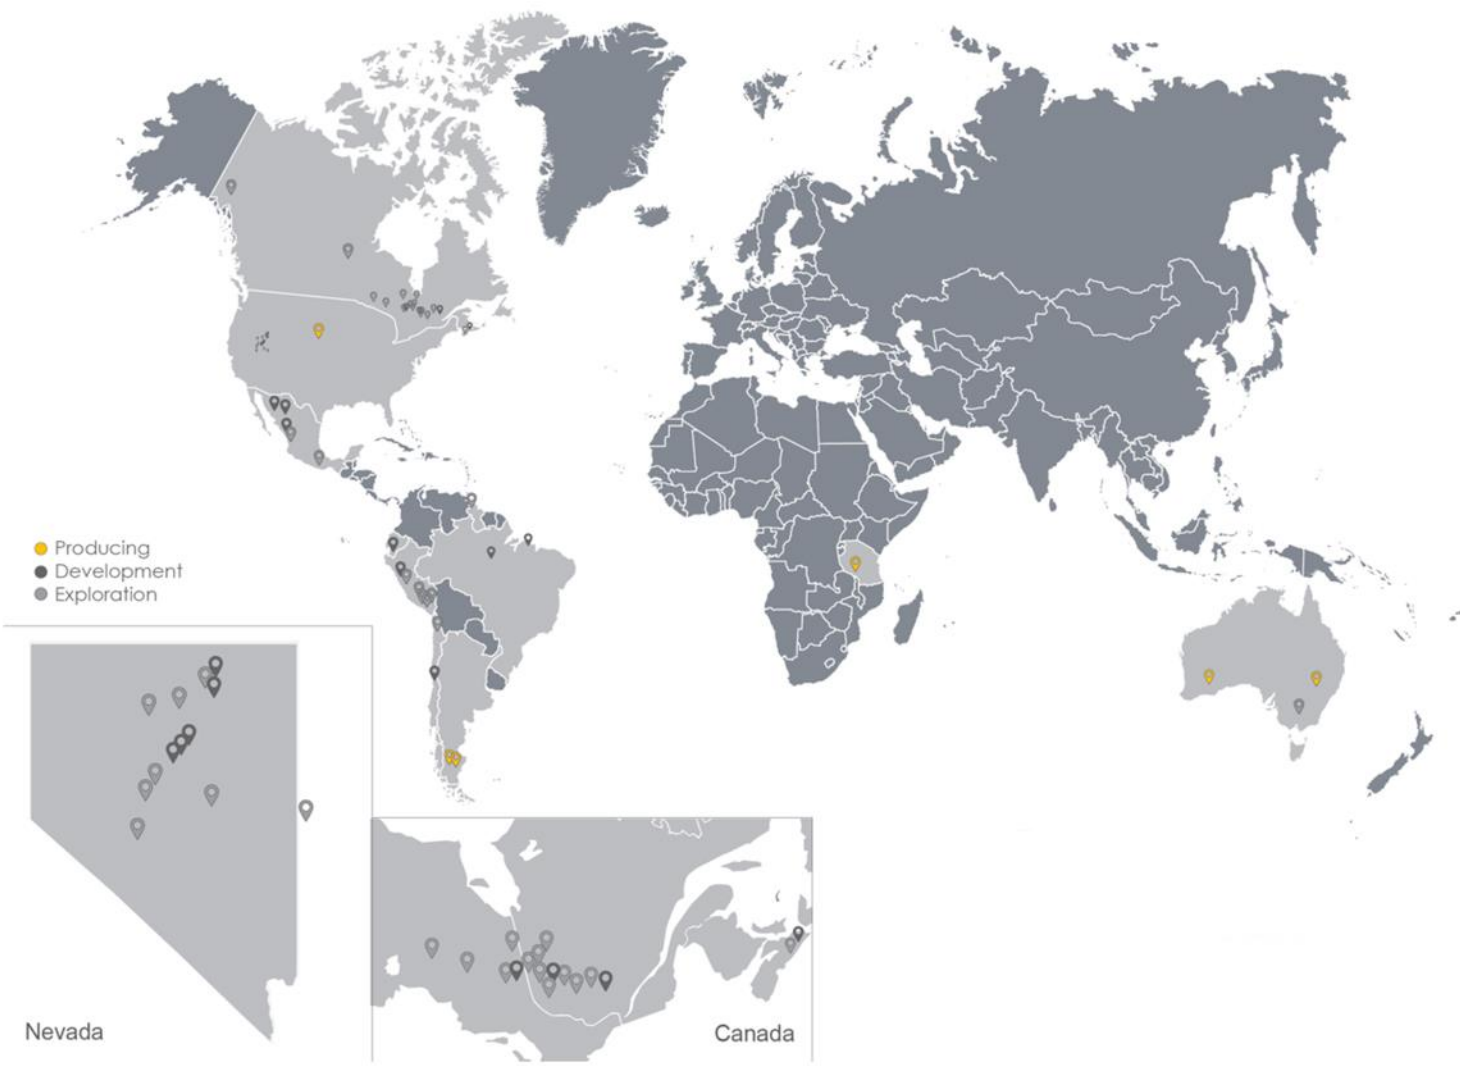 Producing
Development
Exploration
Nevada
Canada